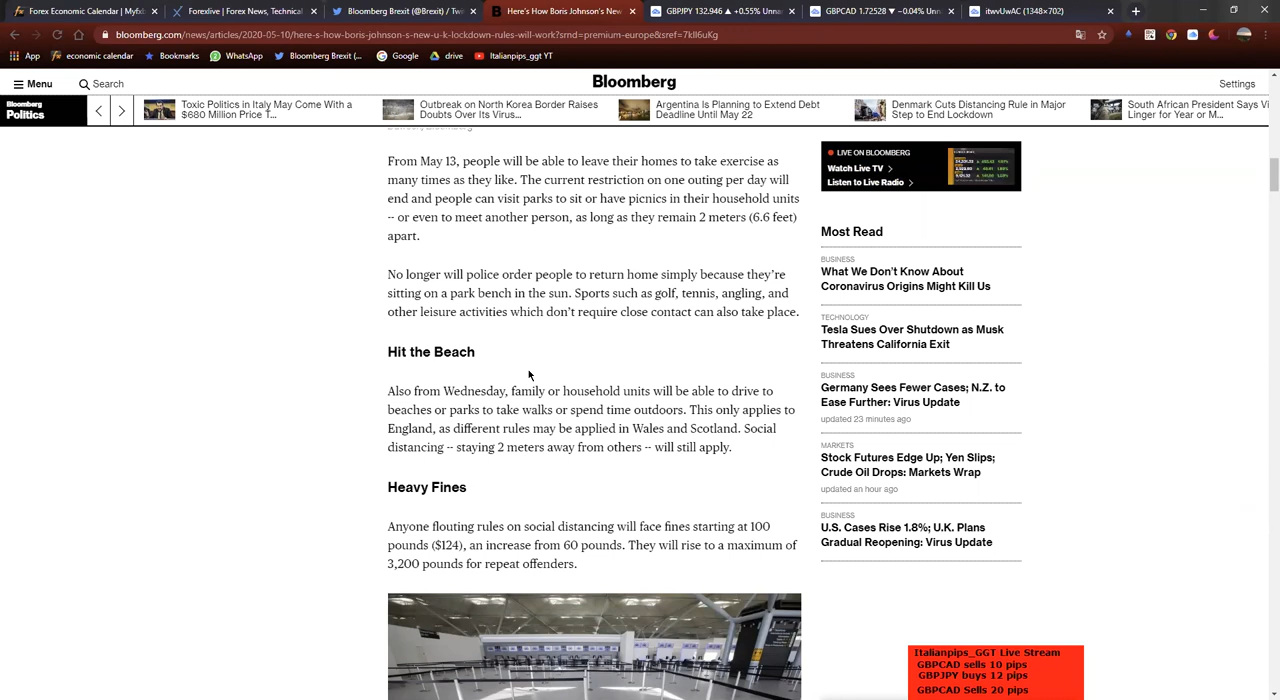 Forex Economic Calendar | Myfx
Forexlive | Forex News, Technical
Bloomberg Brexit (@Brexit) / Twi
Here's How Boris Johnson's New
GBPJPY 132.946 ▲ +0.55% Unn
GBPCAD 1.72528 ▼ −0.04% Unn
itwvUwAC (1348×702)
bloomberg.com/news/articles/2020-05-10/here-s-how-boris-johnson-s-new-u-k-lockdown-rules-will-work?srnd=premium-europe&sref=7kIl6uKg
App
economic calendar
Bookmarks
WhatsApp
Bloomberg Brexit (...
Google
drive
Italianpips_ggt YT
Menu
Search
Bloomberg
Settings
Bloomberg
Politics
Toxic Politics in Italy May Come With a
$680 Million Price T...
Outbreak on North Korea Border Raises
Doubts Over Its Virus...
Argentina Is Planning to Extend Debt
Deadline Until May 22
Denmark Cuts Distancing Rule in Major
Step to End Lockdown
South African President Says Vi
Linger for Year or M...
From May 13, people will be able to leave their homes to take exercise as
many times as they like. The current restriction on one outing per day will
end and people can visit parks to sit or have picnics in their household units
-- or even to meet another person, as long as they remain 2 meters (6.6 feet)
apart.
No longer will police order people to return home simply because they're
sitting on a park bench in the sun. Sports such as golf, tennis, angling, and
other leisure activities which don't require close contact can also take place.
Hit the Beach
Also from Wednesday, family or household units will be able to drive to
beaches or parks to take walks or spend time outdoors. This only applies to
England, as different rules may be applied in Wales and Scotland. Social
distancing -- staying 2 meters away from others -- will still apply.
Heavy Fines
Anyone flouting rules on social distancing will face fines starting at 100
pounds ($124), an increase from 60 pounds. They will rise to a maximum of
3,200 pounds for repeat offenders.
LIVE ON BLOOMBERG
Watch Live TV
Listen to Live Radio
Most Read
BUSINESS
What We Don't Know About
Coronavirus Origins Might Kill Us
TECHNOLOGY
Tesla Sues Over Shutdown as Musk
Threatens California Exit
BUSINESS
Germany Sees Fewer Cases; N.Z. to
Ease Further: Virus Update
updated 23 minutes ago
MARKETS
Stock Futures Edge Up; Yen Slips;
Crude Oil Drops: Markets Wrap
updated an hour ago
BUSINESS
U.S. Cases Rise 1.8%; U.K. Plans
Gradual Reopening: Virus Update
Italianpips_GGT Live Stream
GBPCAD sells 10 pips
GBPJPY buys 12 pips
GBPCAD Sells 20 pips